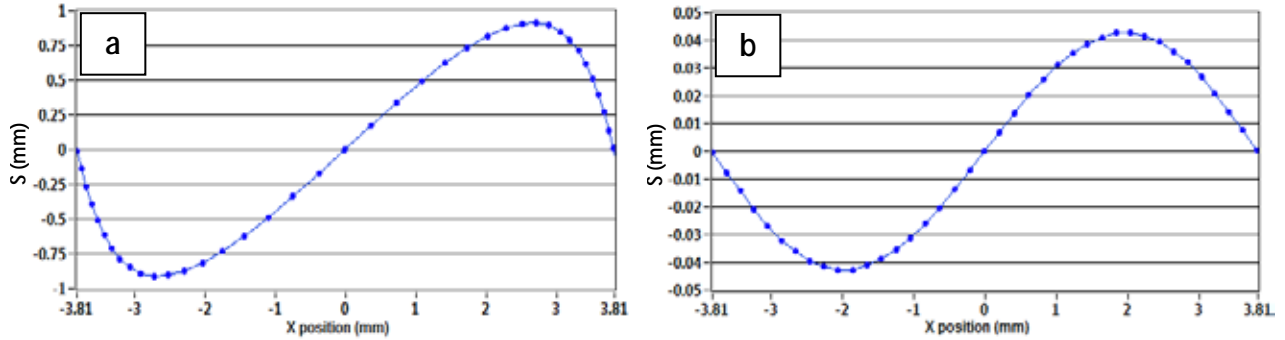 a
1
0.75
0.5
0.25
0
-0.25
-0.5
-0.75
-1
S (mm)
-3.81 -3 -2 -1 0 1 2 3 3.81
X position (mm)
b
0.05
0.04
0.03
0.02
0.01
0
-0.01
-0.02
-0.03
-0.04
-0.05
S (mm)
-3.81 -3 -2 -1 0 1 2 3 3.81.
X position (mm)